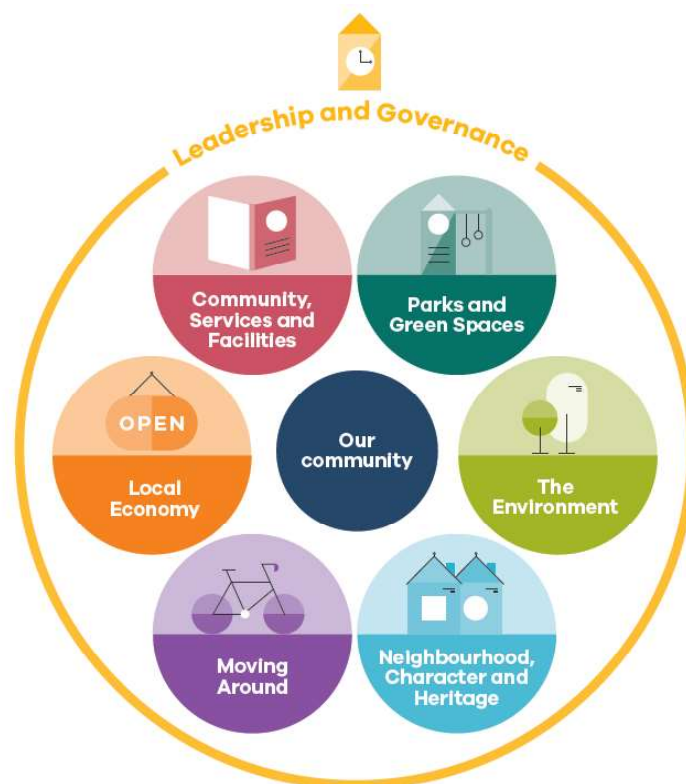 Leadership and Governance
Community,
Services and
Facilities
Parks and
Green Spaces
OPEN
Local
Economy
Our
community
The
Environment
Moving
Around
Neighbourhood,
Character and
Heritage